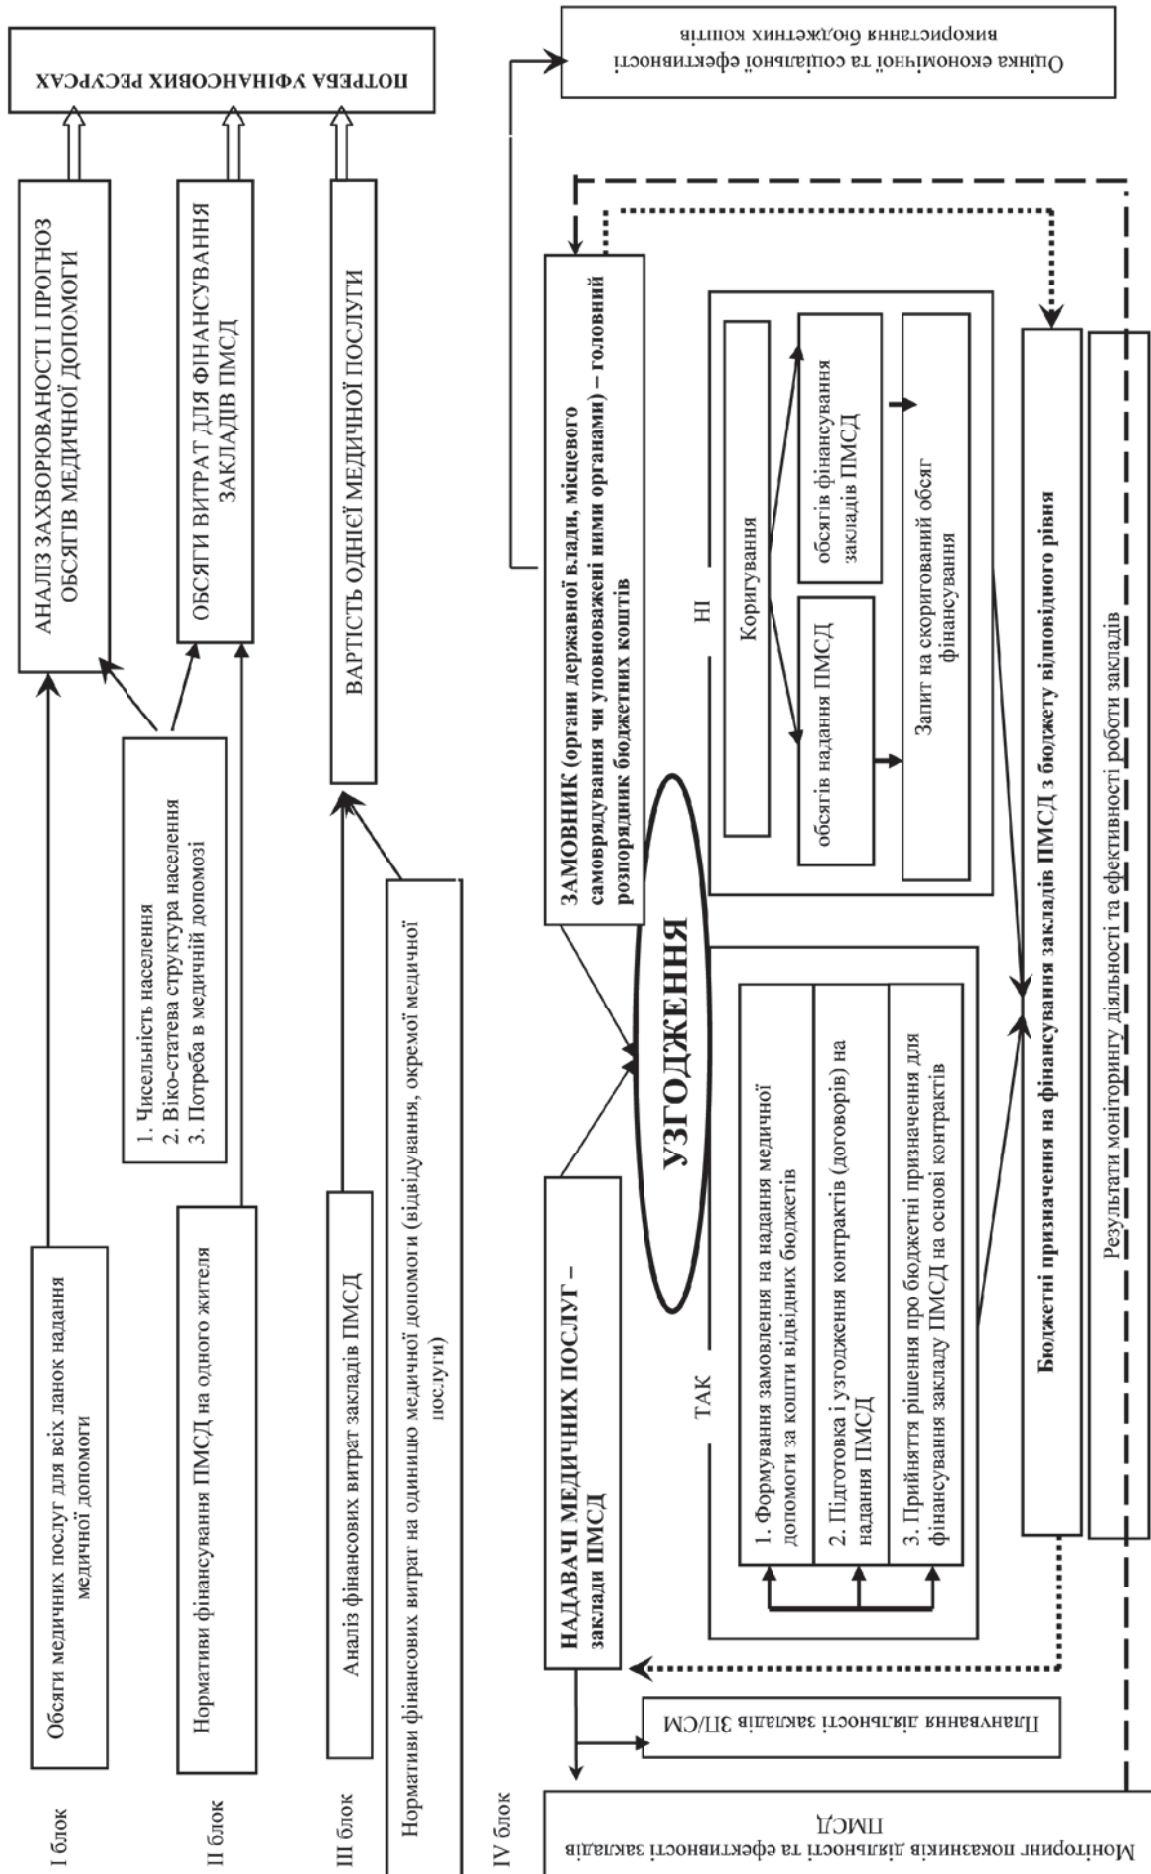 I блок
Обсяги медичних послуг для всіх ланок надання
медичної допомоги
АНАЛІЗ ЗАХВОРЮВАНОСТІ І ПРОГНОЗ
ОБСЯГІВ МЕДИЧНОЇ ДОПОМОГИ
ПОТРЕБА УФІНАНСОВИХ РЕСУРСАХ
1. Чисельність населення
2. Віко-статева структура населення
3. Потреба в медичній допомозі
II блок
Нормативи фінансування ПМСД на одного жителя
ОБСЯГИ ВИТРАТ ДЛЯ ФІНАНСУВАННЯ
ЗАКЛАДІВ ПМСД
III блок
Аналіз фінансових витрат закладів ПМСД
ВАРТІСТЬ ОДНІЄЇ МЕДИЧНОЇ ПОСЛУГИ
Нормативи фінансових витрат на одиницю медичної допомоги (відвідування, окремої медичної
послуги)
IV блок
НАДАВАЧІ МЕДИЧНИХ ПОСЛУГ –
заклади ПМСД
ЗАМОВНИК (органи державної влади, місцевого
самоврядування чи уповноважені ними органами) – головний
розпорядник бюджетних коштів
Оцінка економічної та соціальної ефективності
використання бюджетних коштів
УЗГОДЖЕННЯ
ТАК
НІ
1. Формування замовлення на надання медичної
допомоги за кошти відвідних бюджетів
2. Підготовка і узгодження контрактів (договорів) на
надання ПМСД
3. Прийняття рішення про бюджетні призначення для
фінансування закладу ПМСД на основі контрактів
Коригування
обсягів надання ПМСД
обсягів фінансування
закладів ПМСД
Запит на скоригований обсяг
фінансування
Планування діяльності закладів ЗП/СМ
Моніторинг показників діяльності та ефективності закладів
ПМСД
Бюджетні призначення на фінансування закладів ПМСД з бюджету відповідного рівня
Результати моніторингу діяльності та ефективності роботи закладів